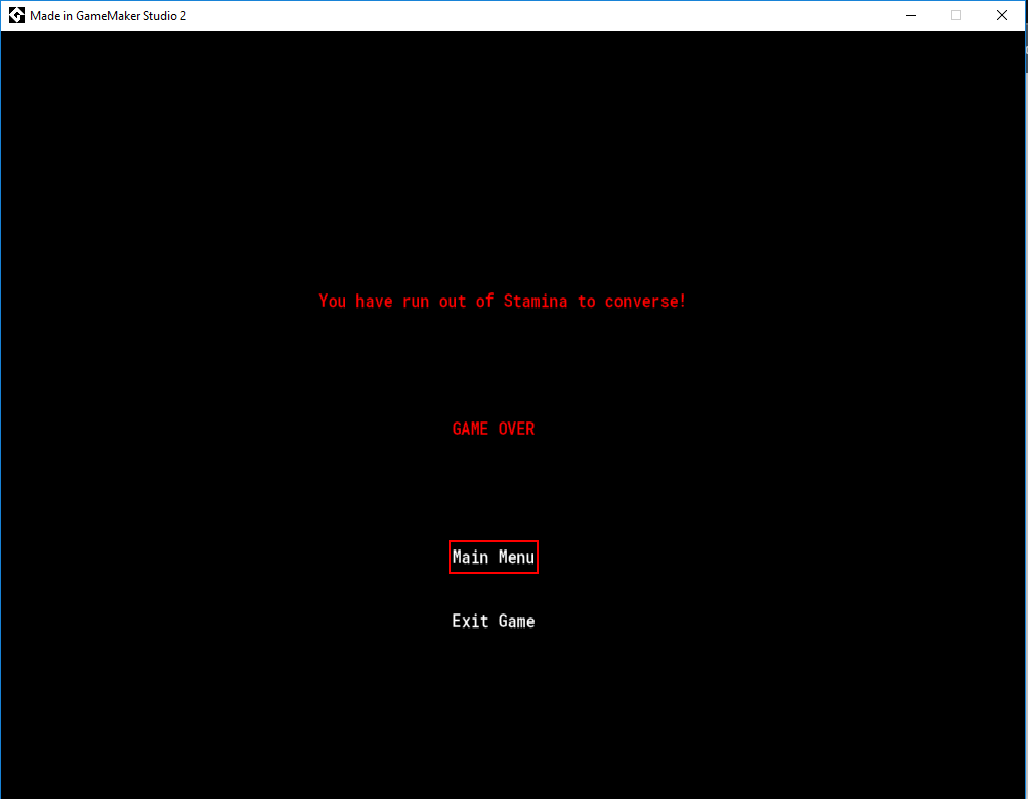 Made in GameMaker Studio 2
You have run out of Stamina to converse!
GAME OVER
Main Menu
Exit Game